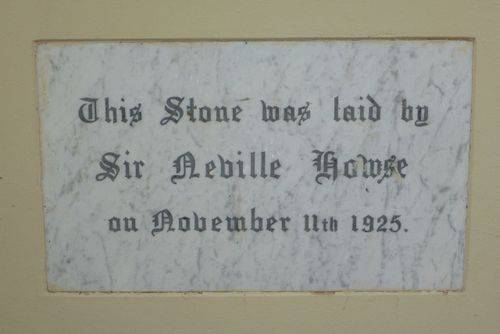 This Stone was laid by
Sir Neville Howse
on November 11th 1925.